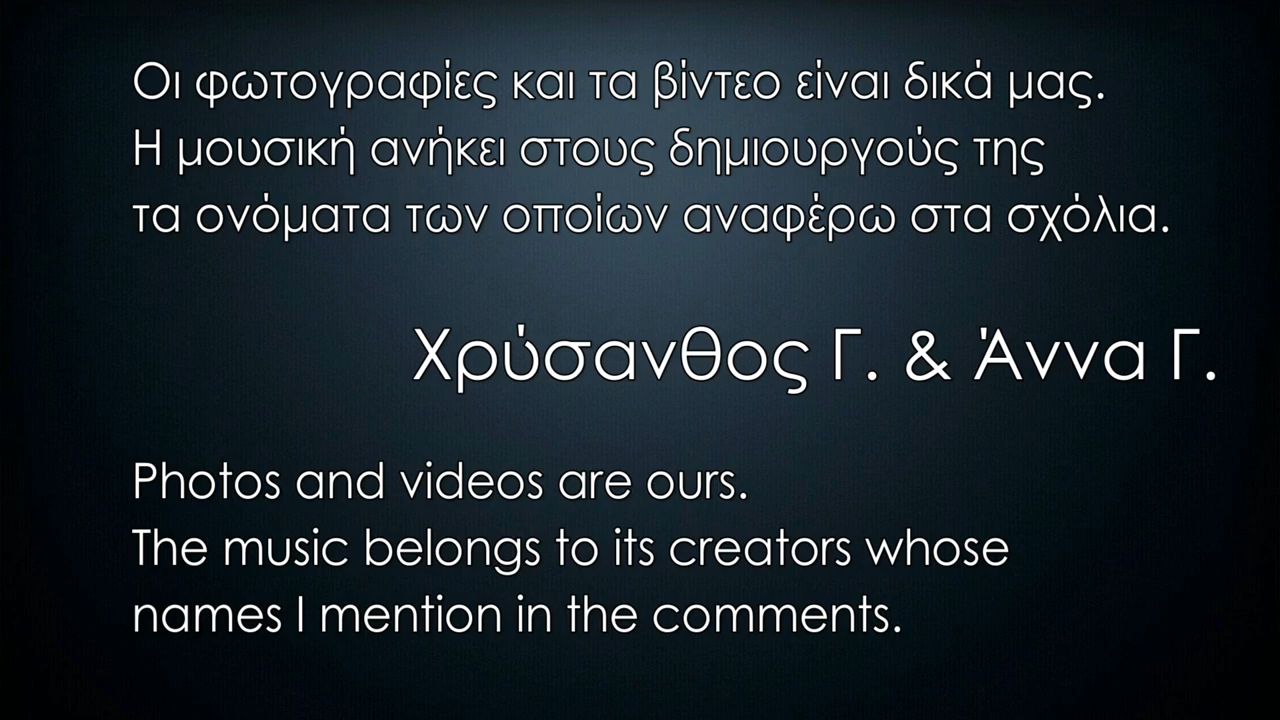 Οι φωτογραφίες και τα βίντεο είναι δικά μας.
Η μουσική ανήκει στους δημιουργούς της
τα ονόματα των οποίων αναφέρω στα σχόλια.
Χρύσανθος Γ. & Άννα Γ.
Photos and videos are ours.
The music belongs to its creators whose
names I mention in the comments.